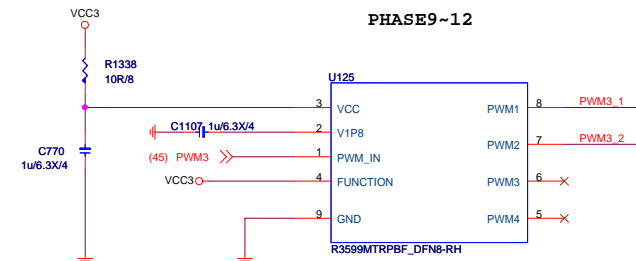 VCC3
PHASE9~12
R1338
10R/8
U125
3 VCC
PWM1 8 PWM3_1
C1107 1u/6.3X/4
2 V1P8
C770
1u/6.3X/4
PWM2 7 PWM3_2
(45) PWM3
1 PWM_IN
VCC3
4 FUNCTION
PWM3 6
9 GND
PWM4 5
R3599MTRPBF_DFN8-RH